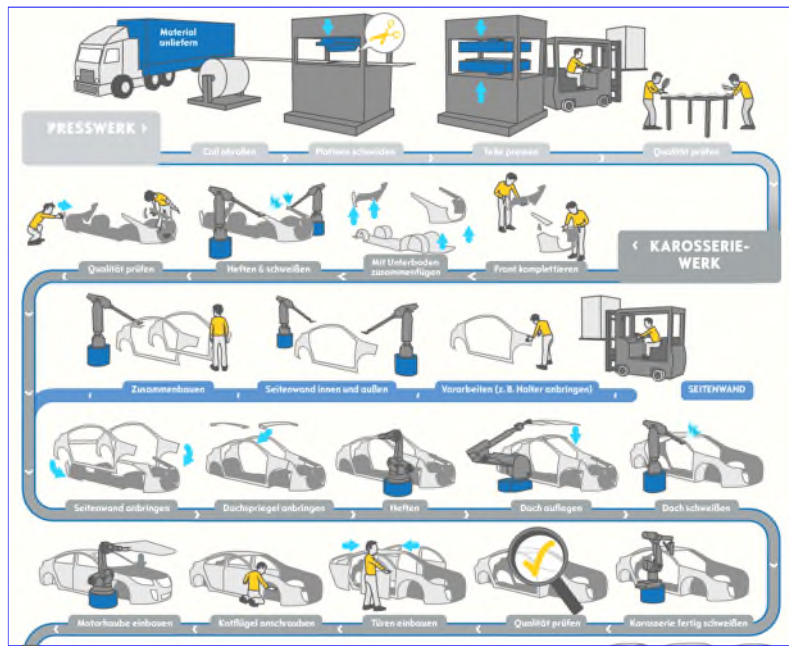 Material
anliefern
PRESSWERK ›
Coil abrollen
Platinen schneiden
Teile pressen
Qualität prüfen
‹ KAROSSERIE-
WERK
Qualität prüfen
Heften & schweißen
Mit Unterboden
zusammenfügen
Front komplettieren
Zusammenbauen
Seitenwand innen und außen
Vorarbeiten (z. B. Halter anbringen)
SEITENWAND
Seitenwand anbringen
Dachspriegel anbringen
Heften
Dach auflegen
Dach schweißen
Motorhaube einbauen
Kotflügel anschrauben
Türen einbauen
Qualität prüfen
Karosserie fertig schweißen